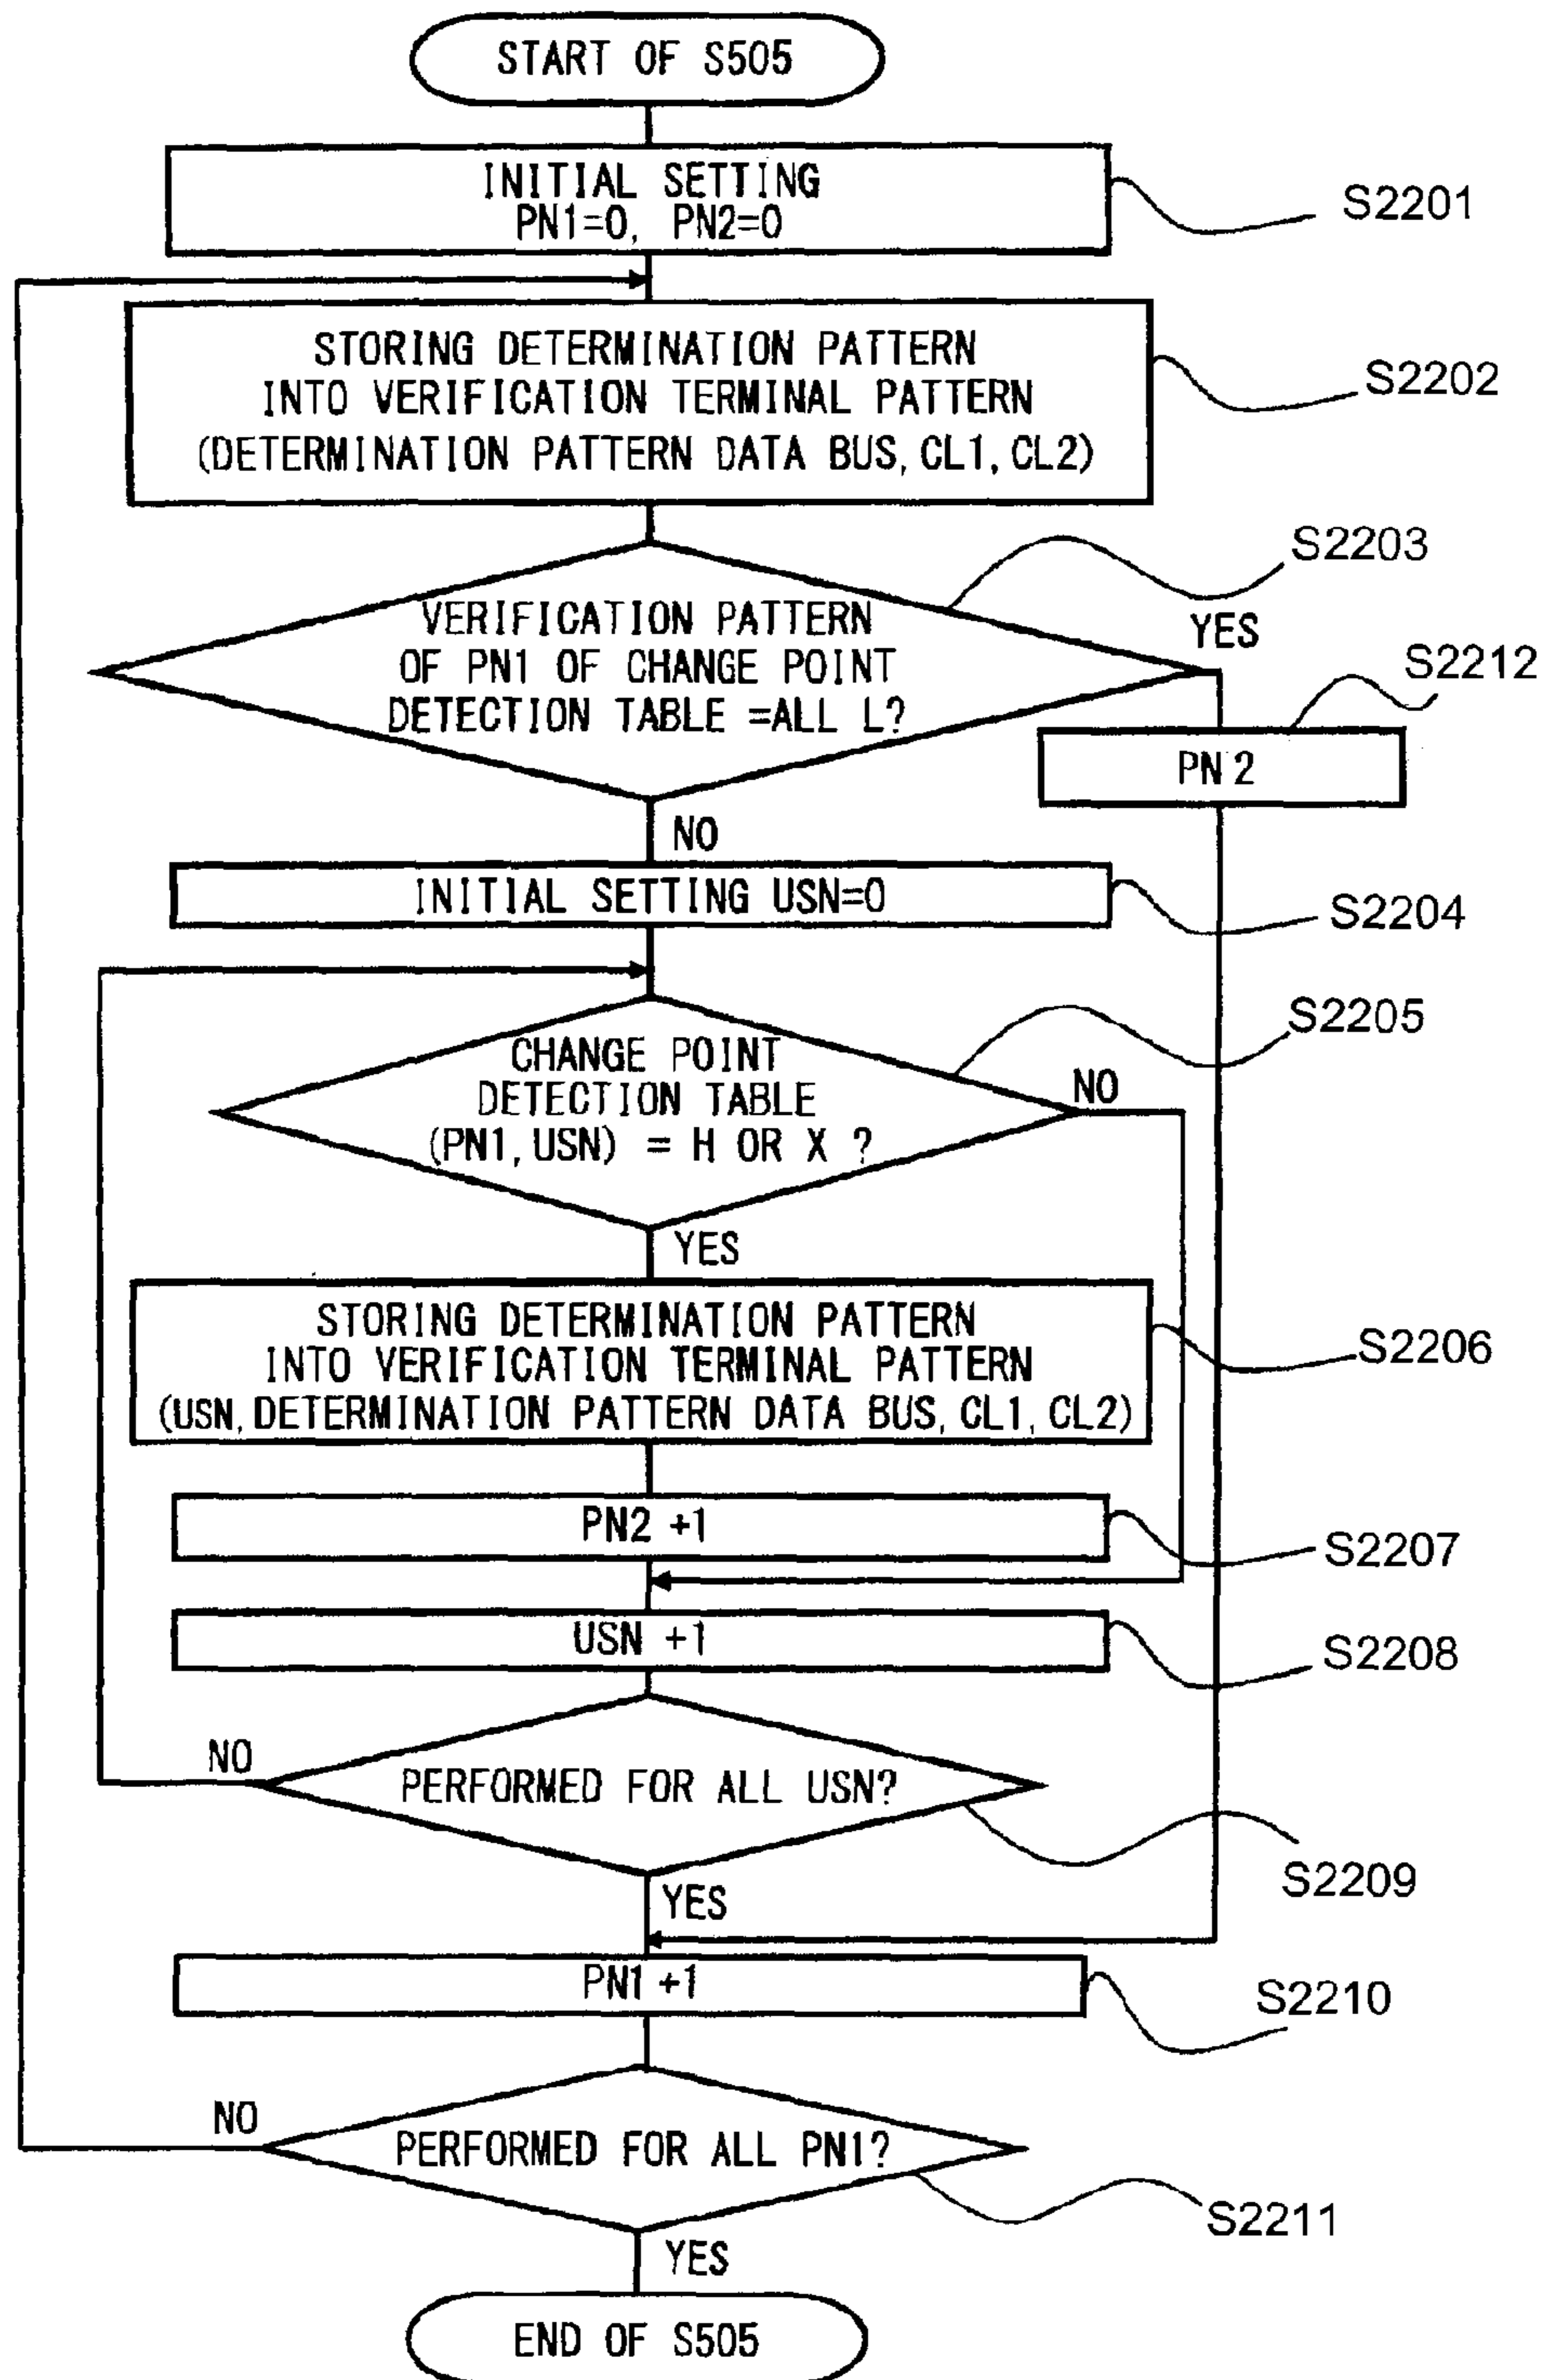 START OF S505
INITIAL SETTING
PN1=0, PN2=0
S2201
STORING DETERMINATION PATTERN
INTO VERIFICATION TERMINAL PATTERN
(DETERMINATION PATTERN DATA BUS, CL1, CL2)
S2202
S2203
VERIFICATION PATTERN
OF PN1 OF CHANGE POINT
DETECTION TABLE =ALL L?
YES
S2212
PN2
NO
INITIAL SETTING USN=0
S2204
S2205
CHANGE POINT
DETECTION TABLE
(PN1, USN) = H OR X ?
NO
YES
STORING DETERMINATION PATTERN
INTO VERIFICATION TERMINAL PATTERN
(USN, DETERMINATION PATTERN DATA BUS, CL1, CL2)
S2206
PN2 +1
S2207
USN +1
S2208
NO
PERFORMED FOR ALL USN?
S2209
YES
PN1 +1
S2210
NO
PERFORMED FOR ALL PN1?
S2211
YES
END OF S505